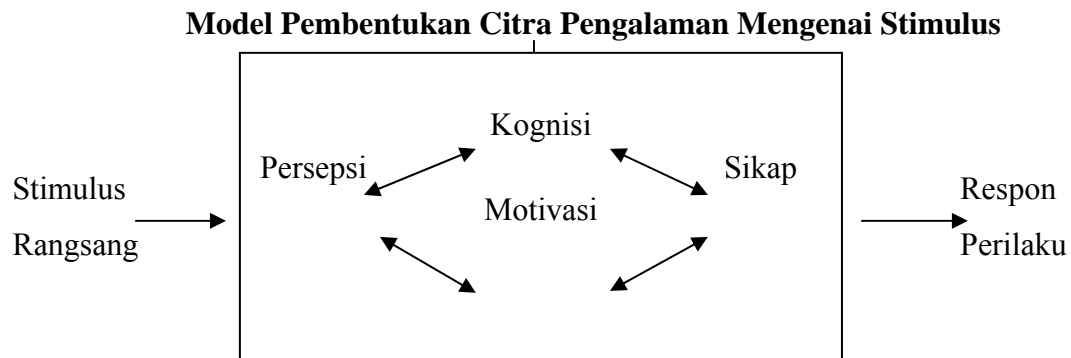 Model Pembentukan Citra Pengalaman Mengenai Stimulus
Kognisi
Persepsi
Sikap
Stimulus
Rangsang
Motivasi
Respon
Perilaku